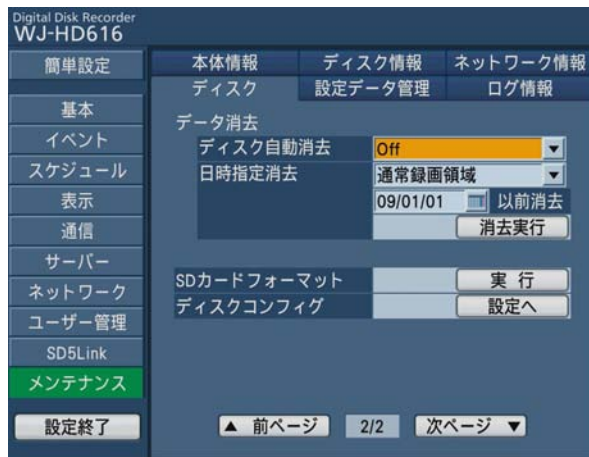 Digital Disk Recorder
WJ-HD616
簡単設定
基本
イベント
スケジュール
表示
通信
サーバー
ネットワーク
ユーザー管理
SD5Link
メンテナンス
設定終了
本体情報 ディスク情報 ネットワーク情報
ディスク 設定データ管理 ログ情報
データ消去
ディスク自動消去 Off
日時指定消去 通常録画領域
09/01/01 以前消去
消去実行
SDカードフォーマット 実 行
ディスクコンフィグ 設定へ
▲ 前ページ 2/2 次ページ ▼